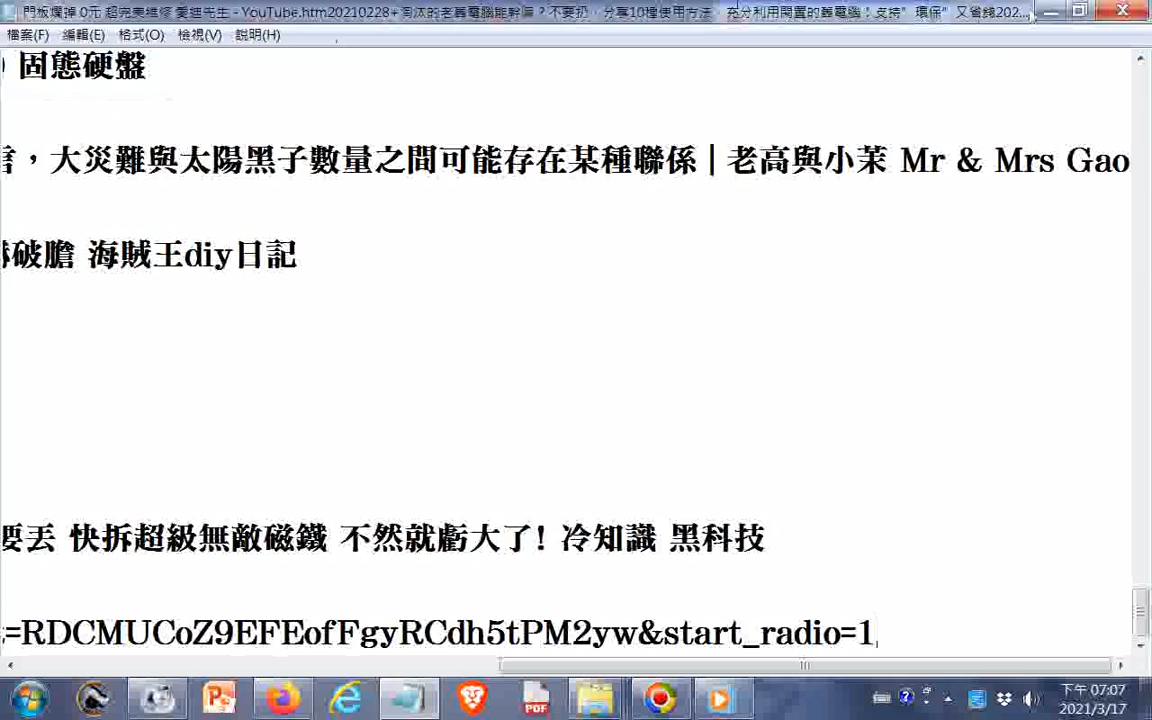 門板爛掉 0元 超完美維修 愛迪先生 - YouTube.htm20210228+ 淘汰的老舊電腦能幹嘛？不要扔，分享10種使用方法，充分利用閒置的舊電腦！支持”環保”又省錢202...
檔案(F) 編輯(E) 格式(O) 檢視(V) 說明(H)
固態硬盤
言，大災難與太陽黑子數量之間可能存在某種聯係 | 老高與小茉 Mr & Mrs Gao
嚇破膽 海賊王diy日記
要丟 快拆超級無敵磁鐵 不然就虧大了! 冷知識 黑科技
=RDCMUCoZ9EFEofFgyRCdh5tPM2yw&start_radio=1
PDF
下午 07:07
2021/3/17